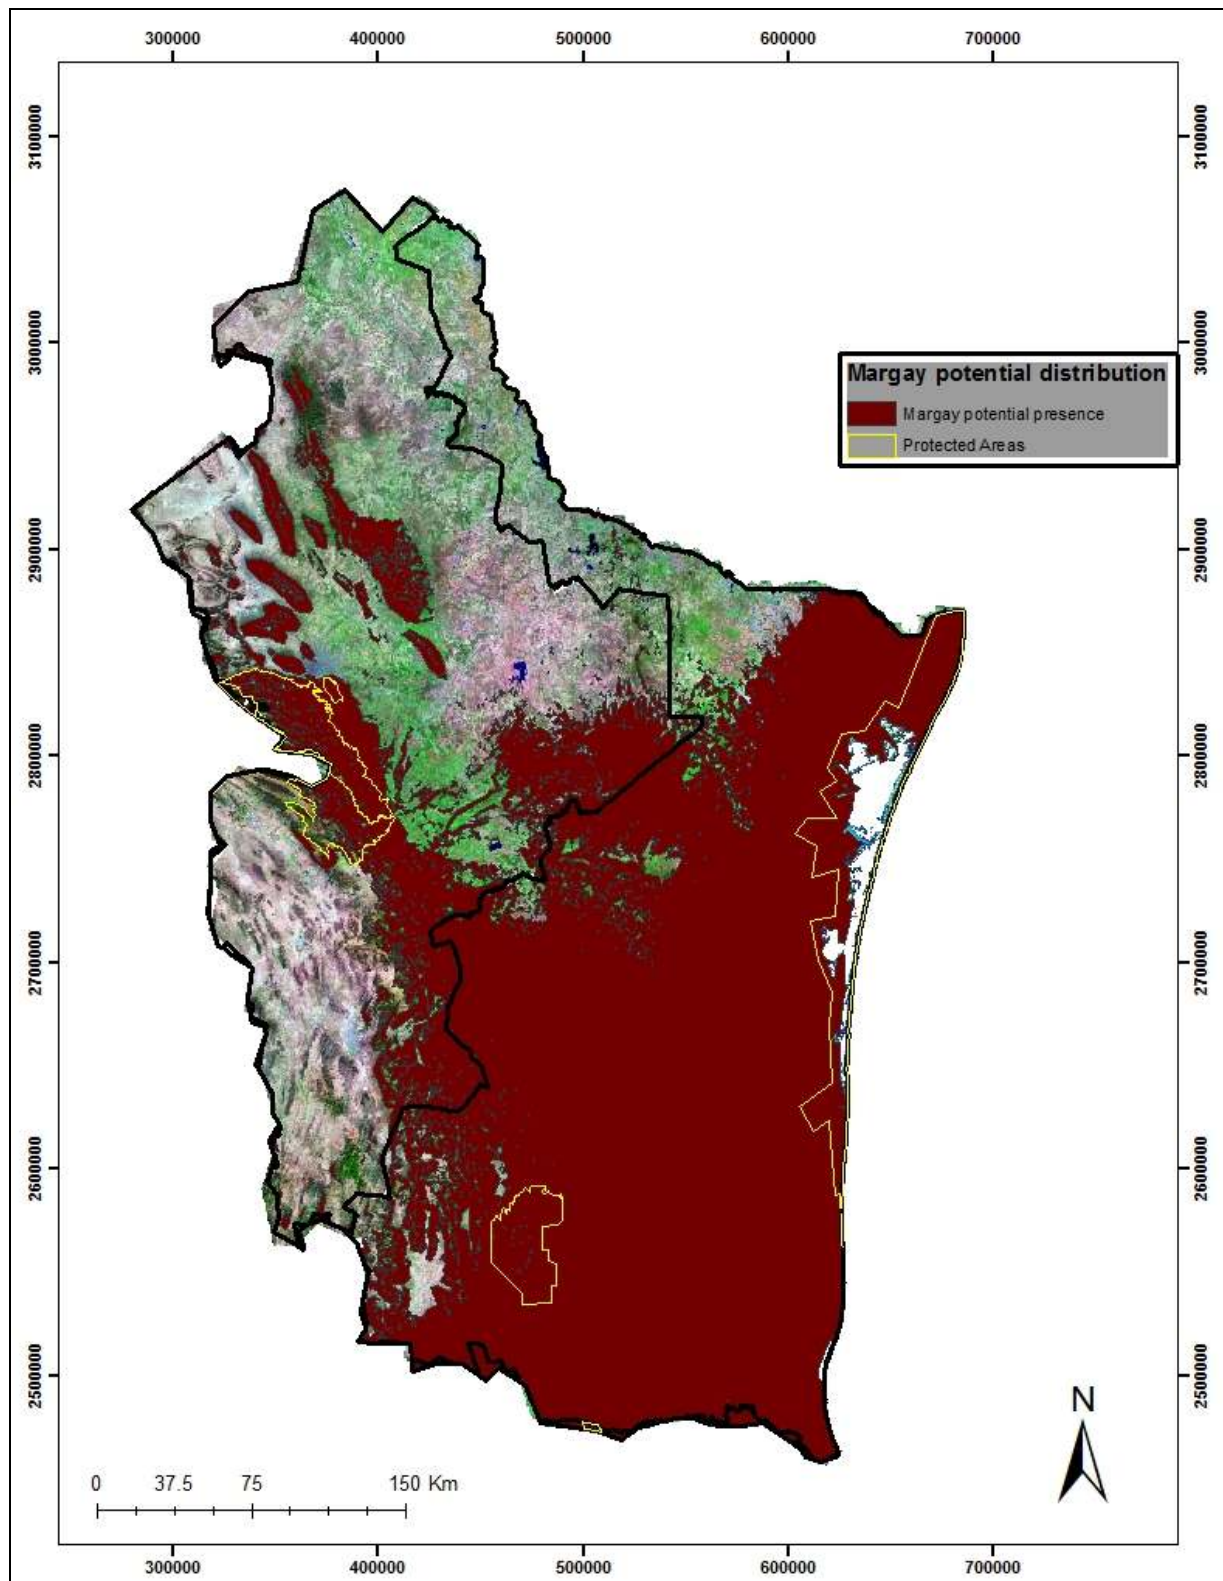 300000 400000 500000 600000 700000
3100000 3100000
3000000 3000000
Margay potential distribution
Margay potential presence
Protected Areas
2900000 2900000
2800000 2800000
2700000 2700000
2600000 2600000
2500000 2500000
N
0 37.5 75 150 Km
300000 400000 500000 600000 700000